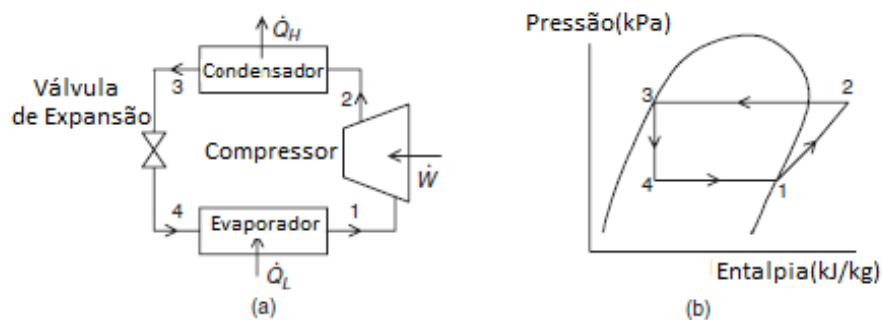 Q̇H
Condensador
3
2
Válvula
de Expansão
Compressor
Ẇ
4
Evaporador
1
Q̇L
(a)
Pressão(kPa)
3
2
4
1
Entalpia(kJ/kg)
(b)